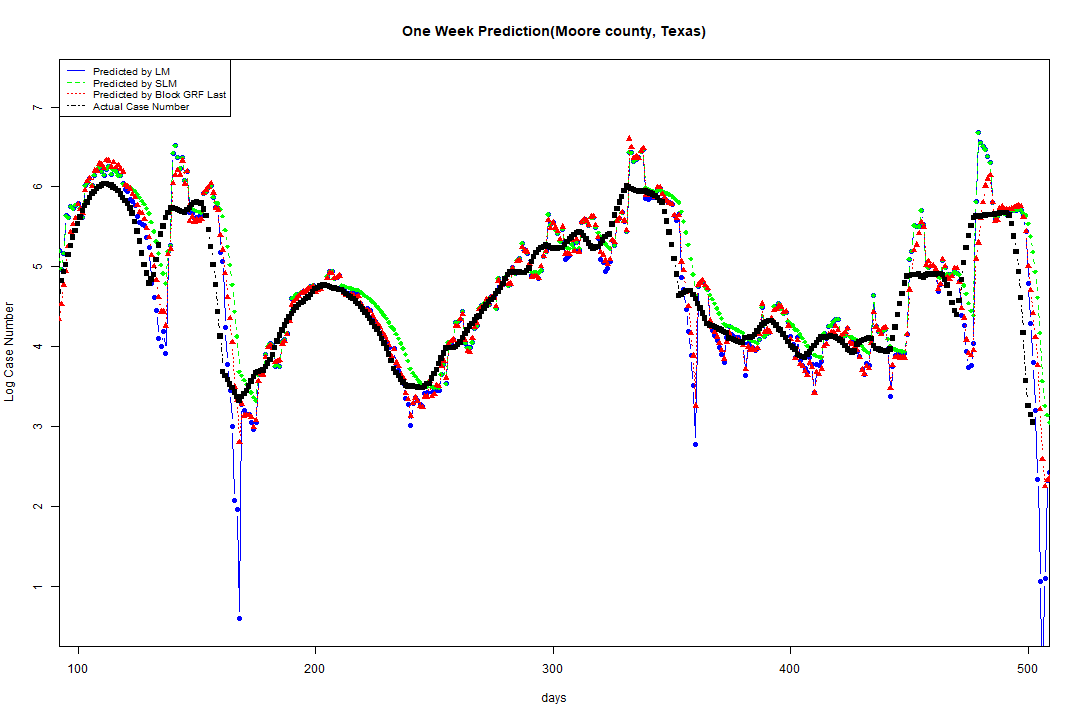 One Week Prediction(Moore county, Texas)
Predicted by LM
Predicted by SLM
Predicted by Block GRF Last
Actual Case Number
7
6
5
4
3
2
1
Log Case Number
100 200 300 400 500
days